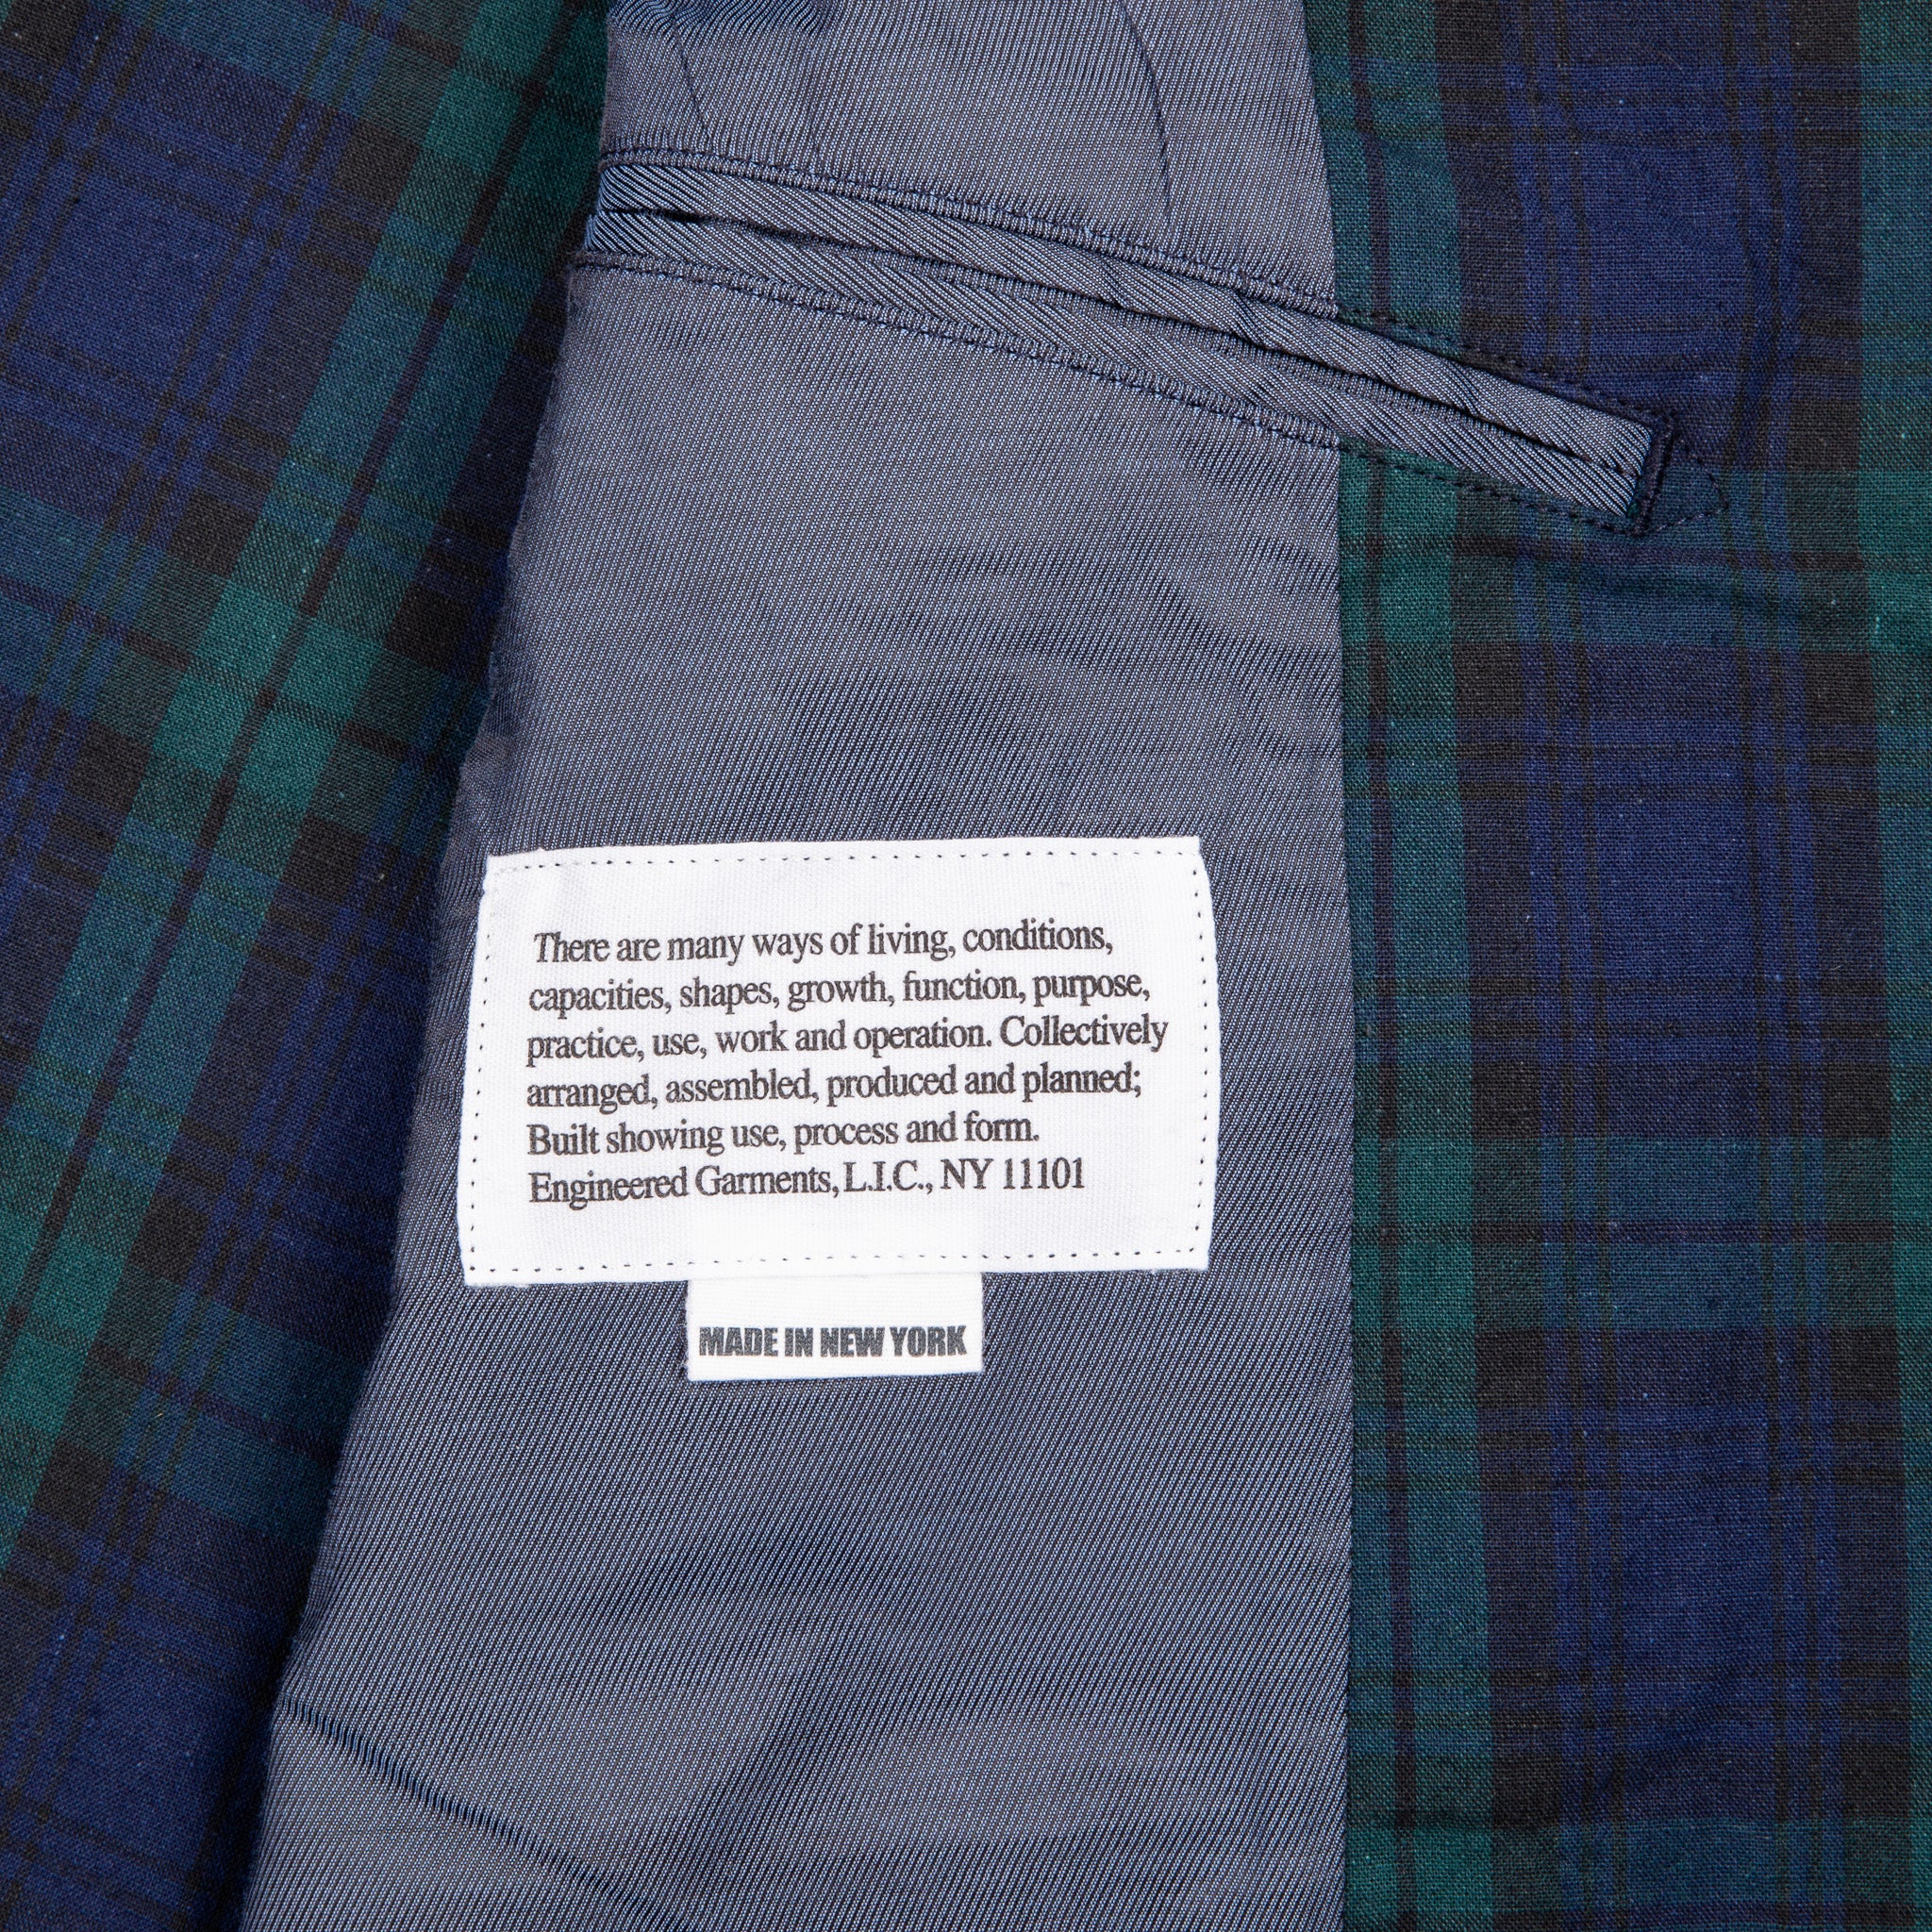 There are many ways of living, conditions,
capacities, shapes, growth, function, purpose,
practice, use, work and operation. Collectively
arranged, assembled, produced and planned;
Built showing use, process and form.
Engineered Garments, L.I.C., NY 11101
MADE IN NEW YORK